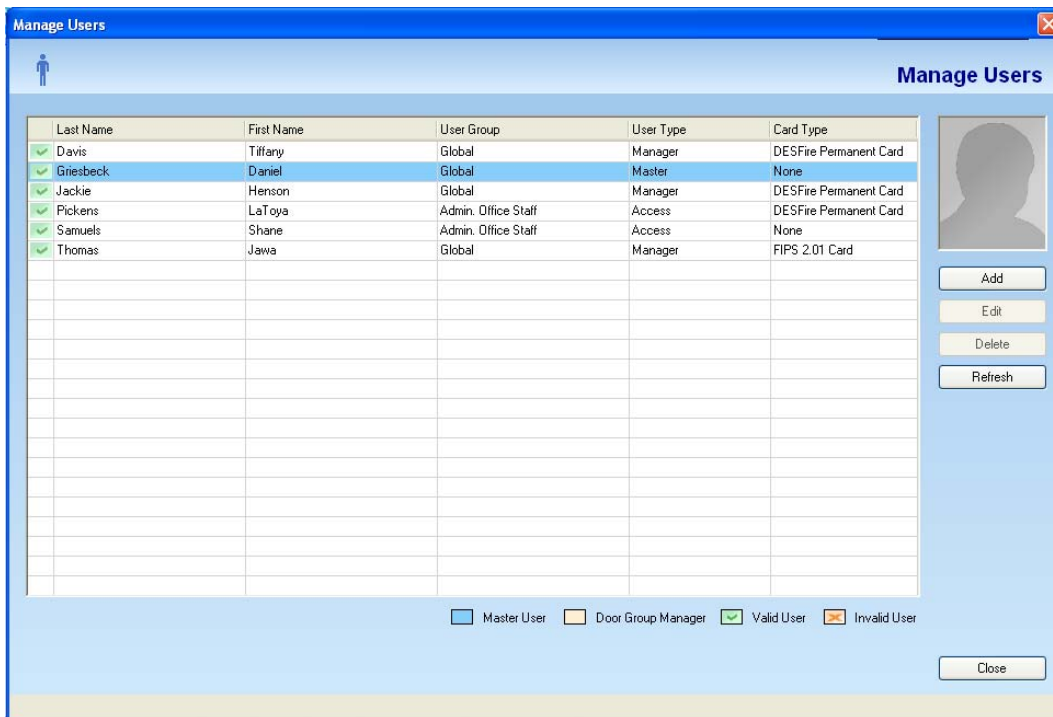 Manage Users
Manage Users
Last Name First Name User Group User Type Card Type
Davis Tiffany Global Manager DESFire Permanent Card
Griesbeck Daniel Global Master None
Jackie Henson Global Manager DESFire Permanent Card
Pickens LaToya Admin. Office Staff Access DESFire Permanent Card
Samuels Shane Admin. Office Staff Access None
Thomas Jawa Global Manager FIPS 2.01 Card
Add
Edit
Delete
Refresh
Master User Door Group Manager Valid User Invalid User
Close